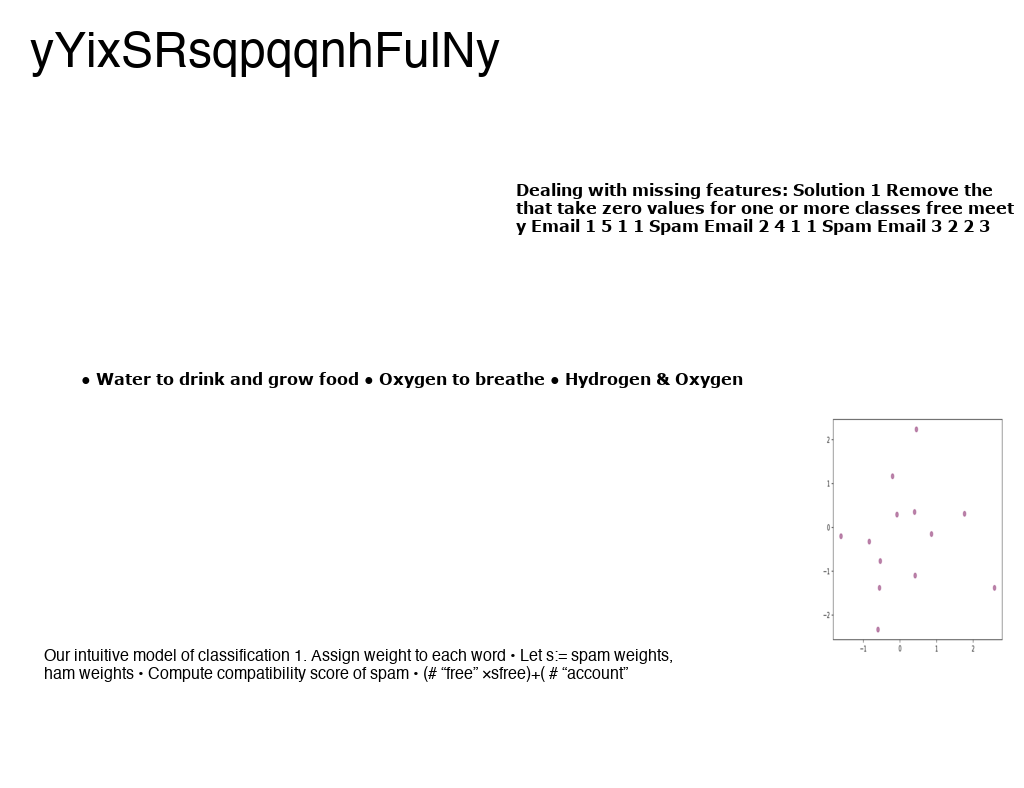 yYixSRsqpqqnhFulNy
Dealing with missing features: Solution 1 Remove the
that take zero values for one or more classes free meet
y Email 1 5 1 1 Spam Email 2 4 1 1 Spam Email 3 2 2 3
● Water to drink and grow food ● Oxygen to breathe ● Hydrogen & Oxygen
2
1
0
−1
−2
−1 0 1 2
Our intuitive model of classification 1. Assign weight to each word • Let s:= spam weights,
ham weights • Compute compatibility score of spam • (# “free” ×sfree)+( # “account”